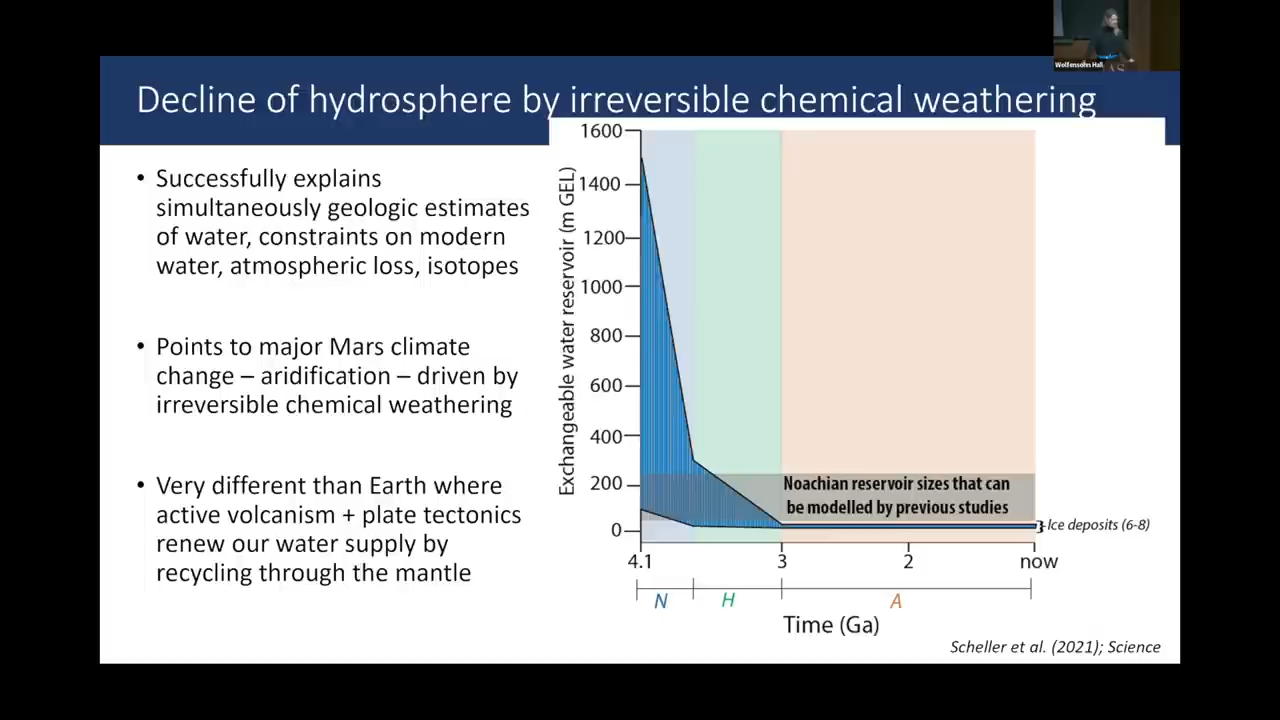 Wolfensohn Hall
Decline of hydrosphere by irreversible chemical weathering
• Successfully explains
simultaneously geologic estimates
of water, constraints on modern
water, atmospheric loss, isotopes
• Points to major Mars climate
change – aridification – driven by
irreversible chemical weathering
• Very different than Earth where
active volcanism + plate tectonics
renew our water supply by
recycling through the mantle
Exchangeable water reservoir (m GEL)
1600
1400
1200
1000
800
600
400
200
0
Noachian reservoir sizes that can
be modelled by previous studies
Ice deposits (6-8)
4.1 3 2 now
N H A
Time (Ga)
Scheller et al. (2021); Science